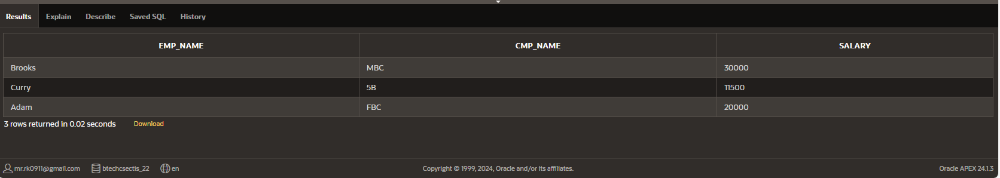 Results Explain Describe Saved SQL History
EMP_NAME CMP_NAME SALARY
Brooks MBC 30000
Curry 5B 11500
Adam FBC 20000
3 rows returned in 0.02 seconds Download
mr.rk0911@gmail.com btechcsectis_22 en Copyright © 1999, 2024, Oracle and/or its affiliates. Oracle APEX 24.1.3